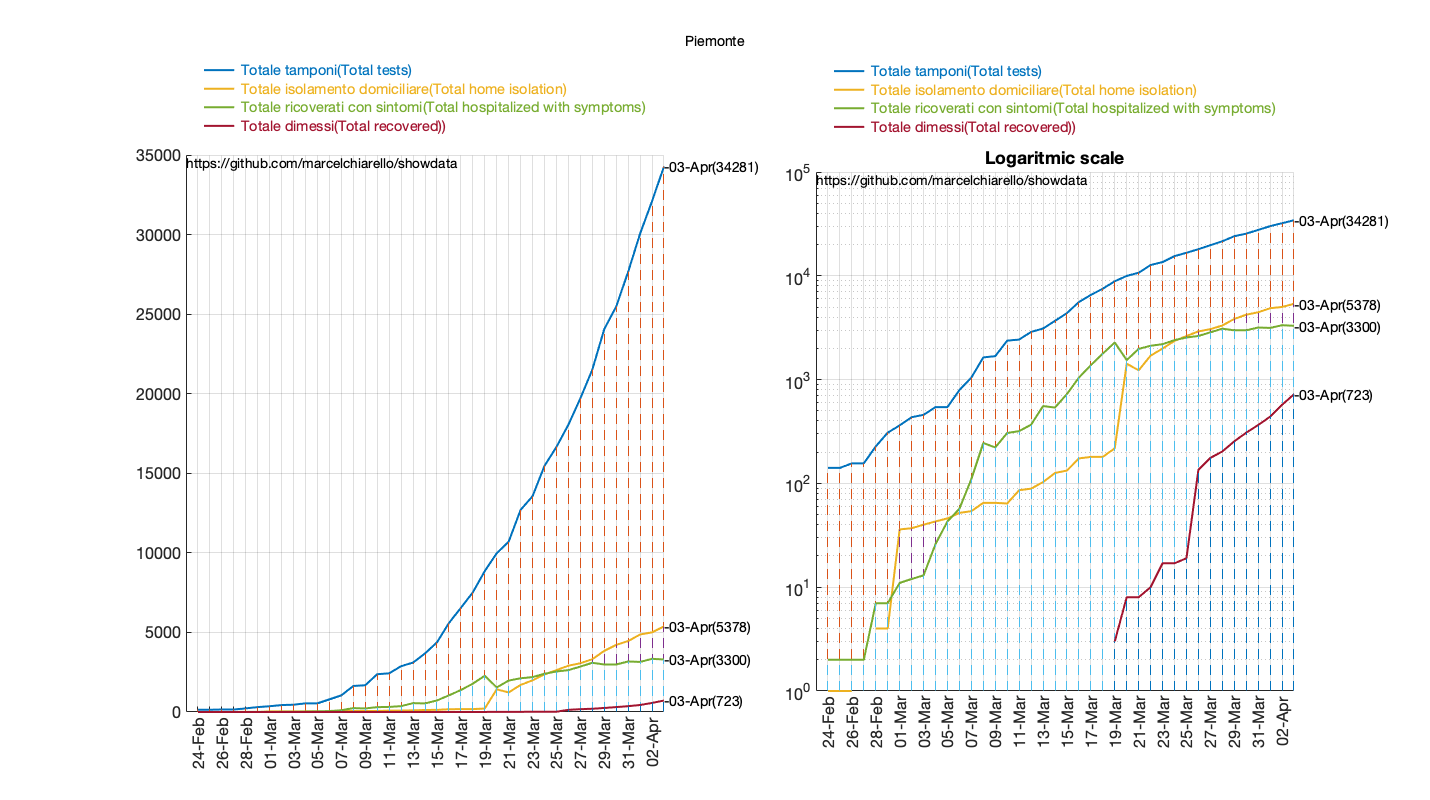 Piemonte
Totale tamponi(Total tests)
Totale isolamento domiciliare(Total home isolation)
Totale ricoverati con sintomi(Total hospitalized with symptoms)
Totale dimessi(Total recovered))
35000
https://github.com/marcelchiarello/showdata
-03-Apr(34281)
30000
25000
20000
15000
10000
5000
-03-Apr(5378)
-03-Apr(3300)
-03-Apr(723)
0
24-Feb
26-Feb
28-Feb
01-Mar
03-Mar
05-Mar
07-Mar
09-Mar
11-Mar
13-Mar
15-Mar
17-Mar
19-Mar
21-Mar
23-Mar
25-Mar
27-Mar
29-Mar
31-Mar
02-Apr
Totale tamponi(Total tests)
Totale isolamento domiciliare(Total home isolation)
Totale ricoverati con sintomi(Total hospitalized with symptoms)
Totale dimessi(Total recovered))
Logaritmic scale
10⁵
https://github.com/marcelchiarello/showdata
-03-Apr(34281)
10⁴
-03-Apr(5378)
-03-Apr(3300)
10³
-03-Apr(723)
10²
10¹
10⁰
24-Feb
26-Feb
28-Feb
01-Mar
03-Mar
05-Mar
07-Mar
09-Mar
11-Mar
13-Mar
15-Mar
17-Mar
19-Mar
21-Mar
23-Mar
25-Mar
27-Mar
29-Mar
31-Mar
02-Apr